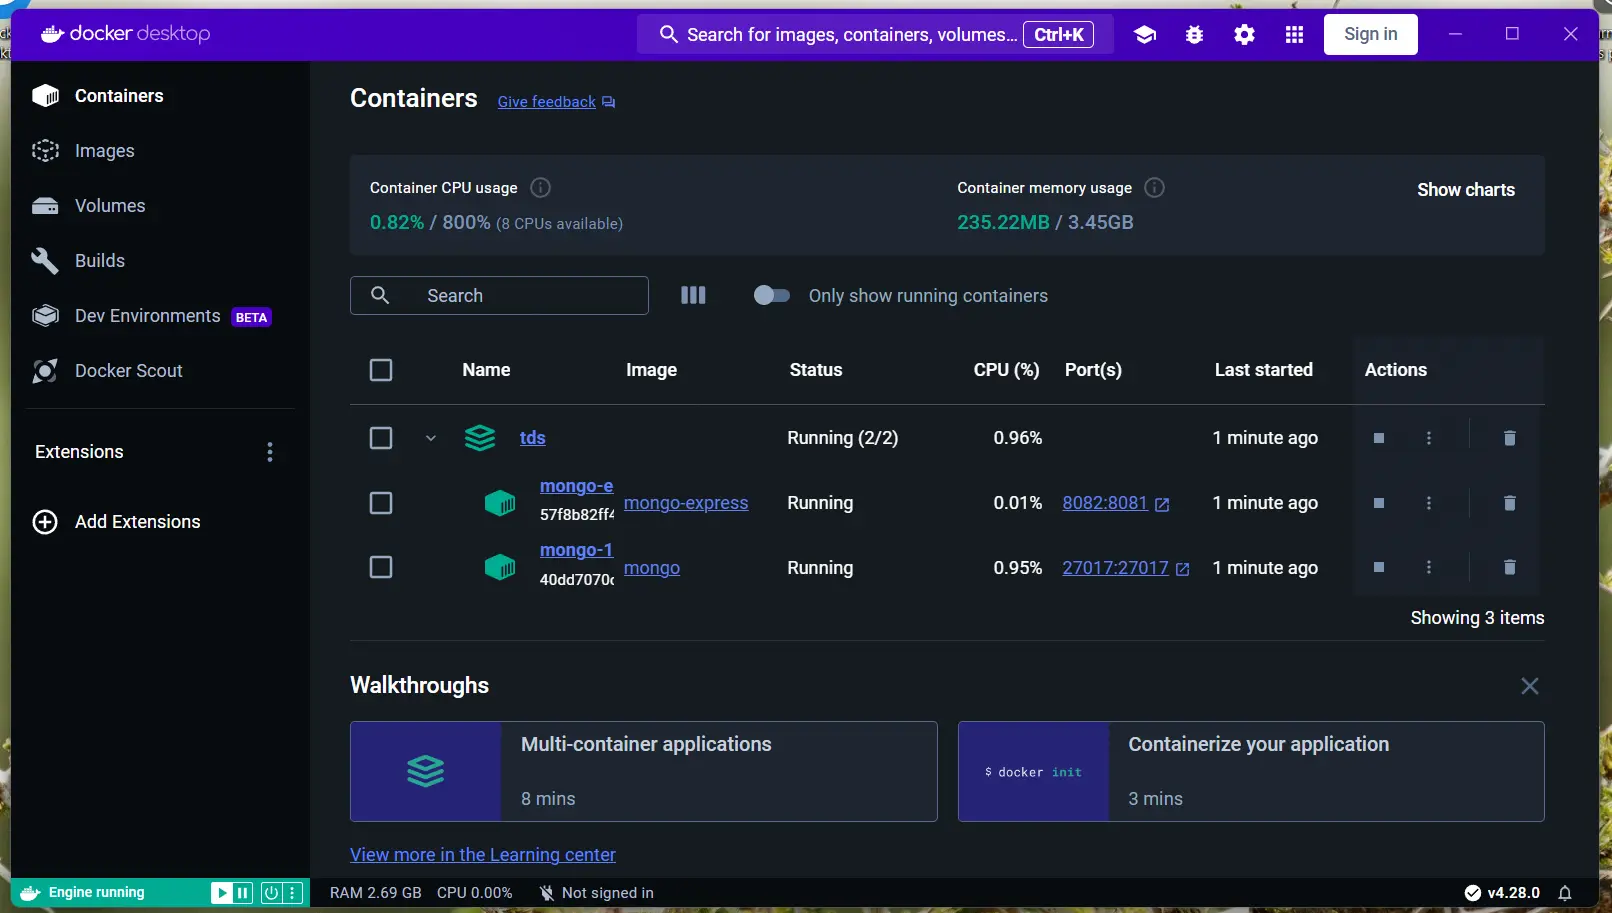 docker desktop
Search for images, containers, volumes... Ctrl+K
Sign in
Containers
Images
Volumes
Builds
Dev Environments BETA
Docker Scout
Extensions
Add Extensions
Containers Give feedback
Container CPU usage
0.82% / 800% (8 CPUs available)
Container memory usage
235.22MB / 3.45GB
Show charts
Search
Only show running containers
Name Image Status CPU (%) Port(s) Last started Actions
tds Running (2/2) 0.96% 1 minute ago
mongo-e
57f8b82ff4
mongo-express Running 0.01% 8082:8081 1 minute ago
mongo-1
40dd7070
mongo Running 0.95% 27017:27017 1 minute ago
Showing 3 items
Walkthroughs
Multi-container applications
8 mins
$ docker init
Containerize your application
3 mins
View more in the Learning center
Engine running
RAM 2.69 GB CPU 0.00% Not signed in
v4.28.0